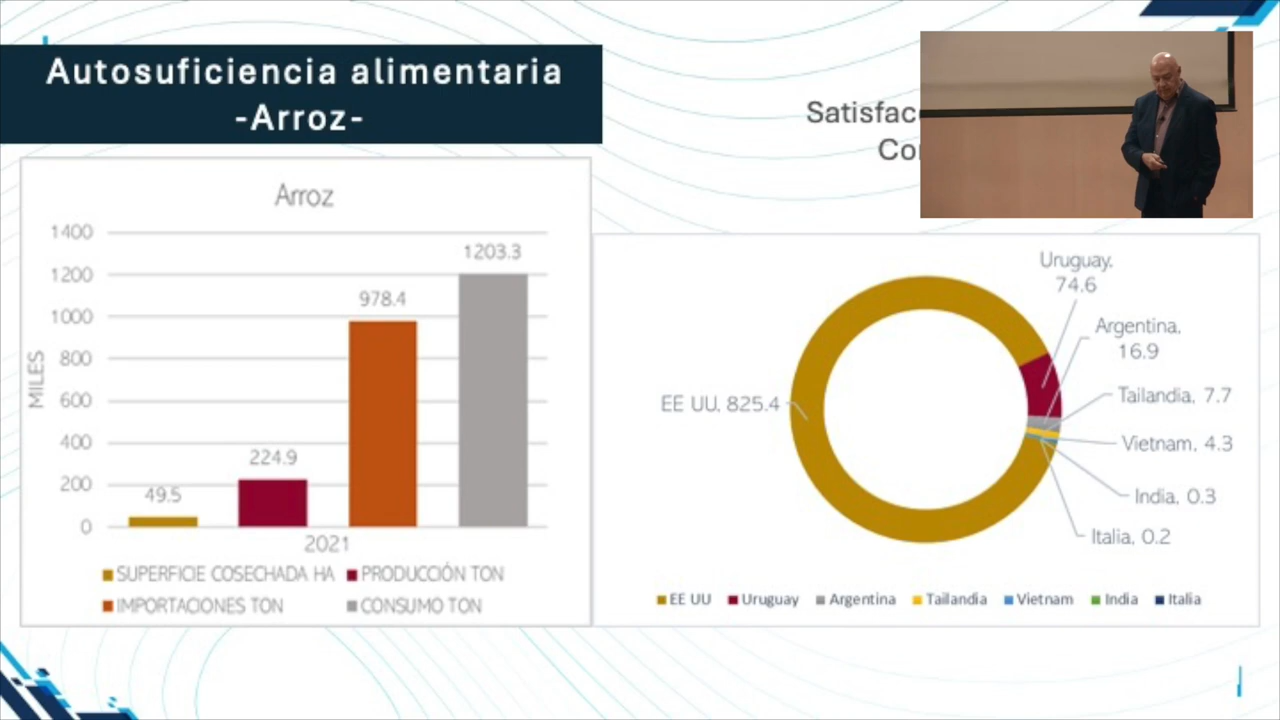 Autosuficiencia alimentaria
-Arroz-
Arroz
1400
1200
1000
800
600
400
200
0
MILES
49.5
224.9
978.4
1203.3
2021
SUPERFICIE COSECHADA HA
PRODUCCIÓN TON
IMPORTACIONES TON
CONSUMO TON
Uruguay,
74.6
Argentina,
16.9
Tailandia, 7.7
Vietnam, 4.3
India, 0.3
Italia, 0.2
EE UU, 825.4
EE UU
Uruguay
Argentina
Tailandia
Vietnam
India
Italia